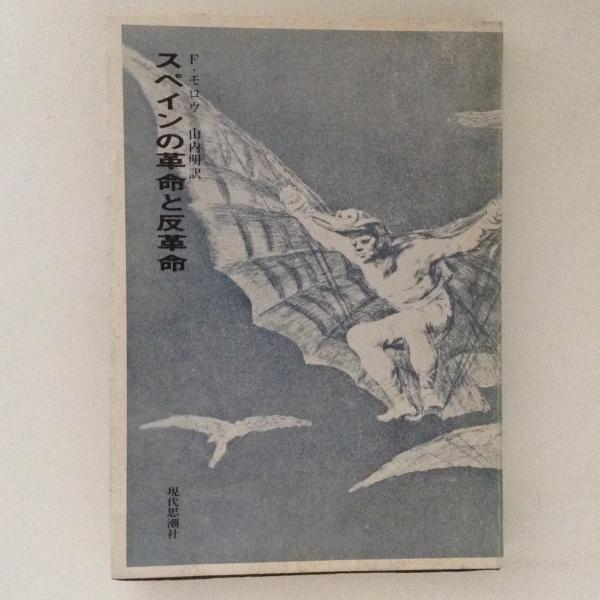 F・モロウ 山内明訳
スペインの革命と反革命
現代思潮社